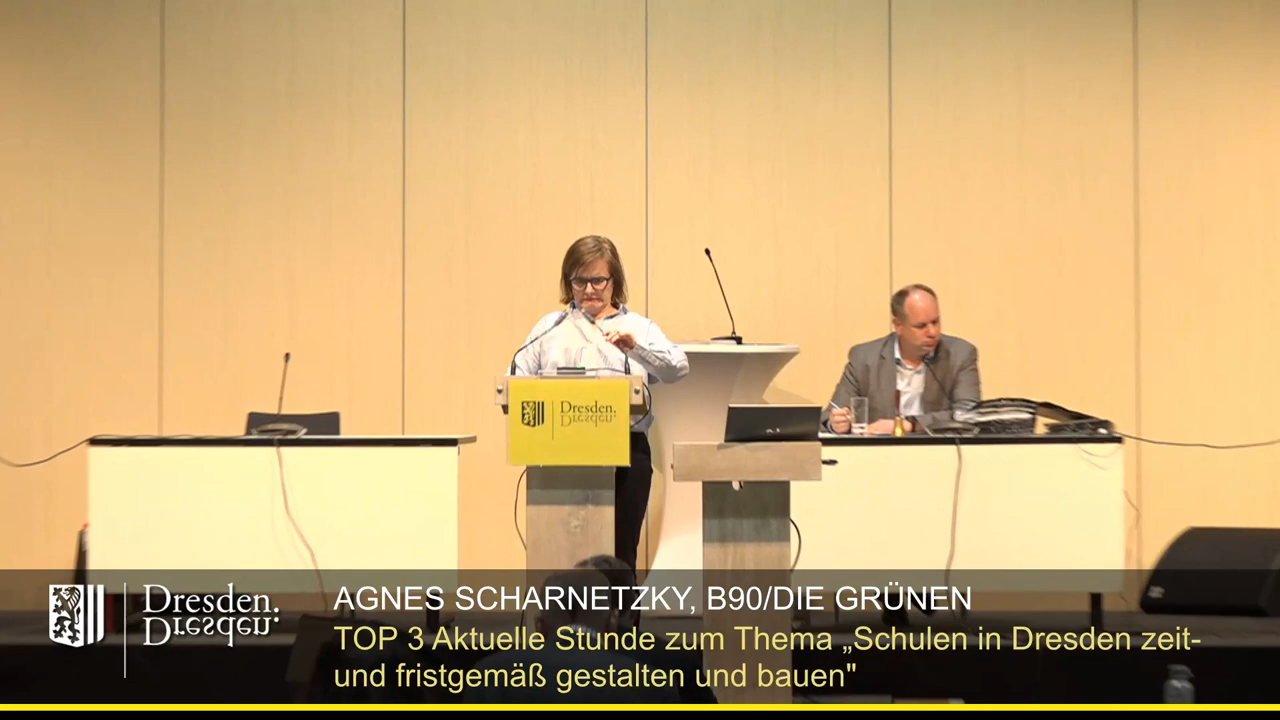 Dresden.
Dresden.
Dresden.
Dresden.
AGNES SCHARNETZKY, B90/DIE GRÜNEN
TOP 3 Aktuelle Stunde zum Thema „Schulen in Dresden zeit-
und fristgemäß gestalten und bauen"